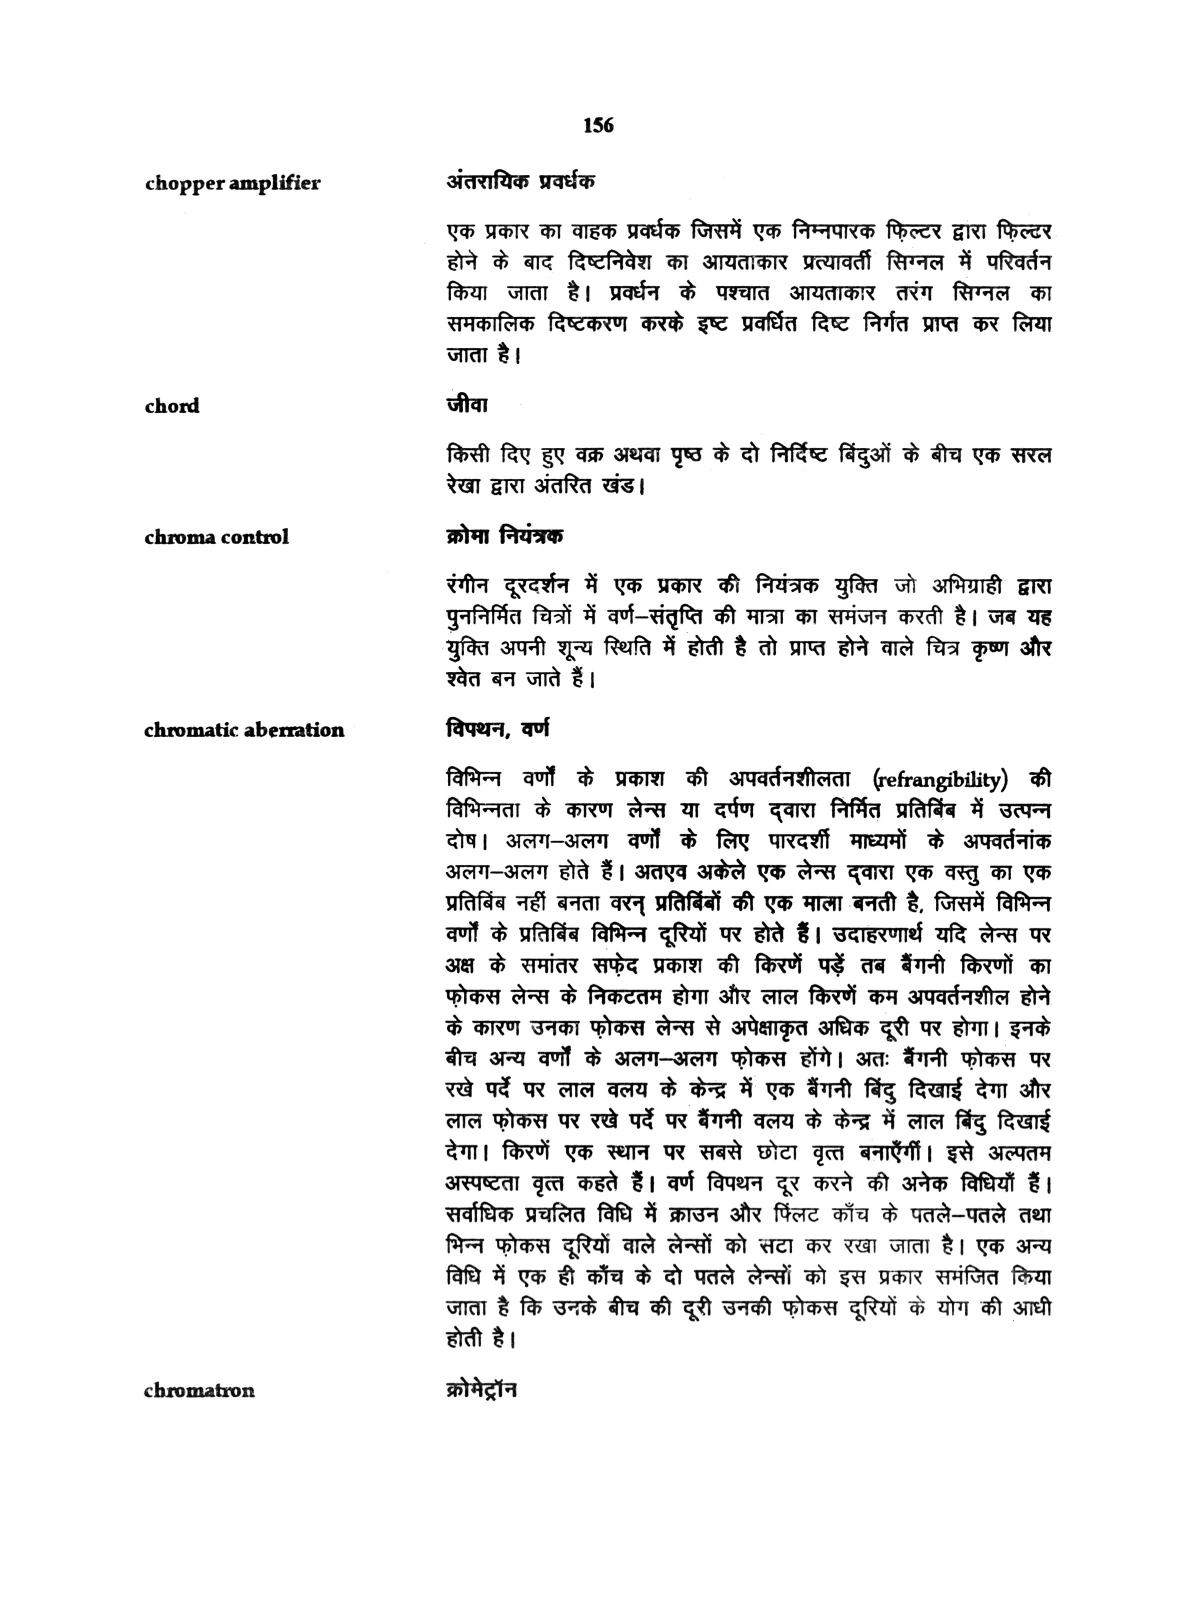 156
chopper amplifier अंतरायिक प्रवर्धक
एक प्रकार का वाहक प्रवर्धक जिसमें एक निम्नपारक फ़िल्टर द्वारा फ़िल्टर
होने के बाद दिष्टनिवेश का आयताकार प्रत्यावर्ती सिग्नल में परिवर्तन
किया जाता है। प्रवर्धन के पश्चात आयताकार तरंग सिग्नल का
समकालिक दिष्टकरण करके इष्ट प्रवर्धित दिष्ट निर्गत प्राप्त कर लिया
जाता है।
chord जीवा
किसी दिए हुए वक्र अथवा पृष्ठ के दो निर्दिष्ट बिंदुओं के बीच एक सरल
रेखा द्वारा अंतरित खंड।
chroma control क्रोमा नियंत्रक
रंगीन दूरदर्शन में एक प्रकार की नियंत्रक युक्ति जो अभिग्राही द्वारा
पुननिर्मित चित्रों में वर्ण–संतृप्ति की मात्रा का समंजन करती है। जब यह
युक्ति अपनी शून्य स्थिति में होती है तो प्राप्त होने वाले चित्र कृष्ण और
श्वेत बन जाते हैं।
chromatic aberration विपथन, वर्ण
विभिन्न वर्णों के प्रकाश की अपवर्तनशीलता (refrangibility) की
विभिन्नता के कारण लेन्स या दर्पण द्‌वारा निर्मित प्रतिबिंब में उत्पन्न
दोष। अलग–अलग वर्णों के लिए पारदर्शी माध्यमों के अपवर्तनांक
अलग–अलग होते हैं। अतएव अकेले एक लेन्स द्‌वारा एक वस्तु का एक
प्रतिबिंब नहीं बनता वरन् प्रतिबिंबों की एक माला बनती है, जिसमें विभिन्न
वर्णों के प्रतिबिंब विभिन्न दूरियों पर होते हैं। उदाहरणार्थ यदि लेन्स पर
अक्ष के समांतर सफ़ेद प्रकाश की किरणें पड़ें तब बैंगनी किरणों का
फ़ोकस लेन्स के निकटतम होगा और लाल किरणें कम अपवर्तनशील होने
के कारण उनका फ़ोकस लेन्स से अपेक्षाकृत अधिक दूरी पर होगा। इनके
बीच अन्य वर्णों के अलग–अलग फ़ोकस होंगे। अतः बैंगनी फ़ोकस पर
रखे पर्दे पर लाल वलय के केन्द्र में एक बैंगनी बिंदु दिखाई देगा और
लाल फ़ोकस पर रखे पर्दे पर बैंगनी वलय के केन्द्र में लाल बिंदु दिखाई
देगा। किरणें एक स्थान पर सबसे छोटा वृत्त बनाएँगीं। इसे अल्पतम
अस्पष्टता वृत्त कहते हैं। वर्ण विपथन दूर करने की अनेक विधियाँ हैं।
सर्वाधिक प्रचलित विधि में क्राउन और फ्लिंट काँच के पतले–पतले तथा
भिन्न फ़ोकस दूरियों वाले लेन्सों को सटा कर रखा जाता है। एक अन्य
विधि में एक ही काँच के दो पतले लेन्सों को इस प्रकार समंजित किया
जाता है कि उनके बीच की दूरी उनकी फ़ोकस दूरियों के योग की आधी
होती है।
chromatron क्रोमेट्रॉन